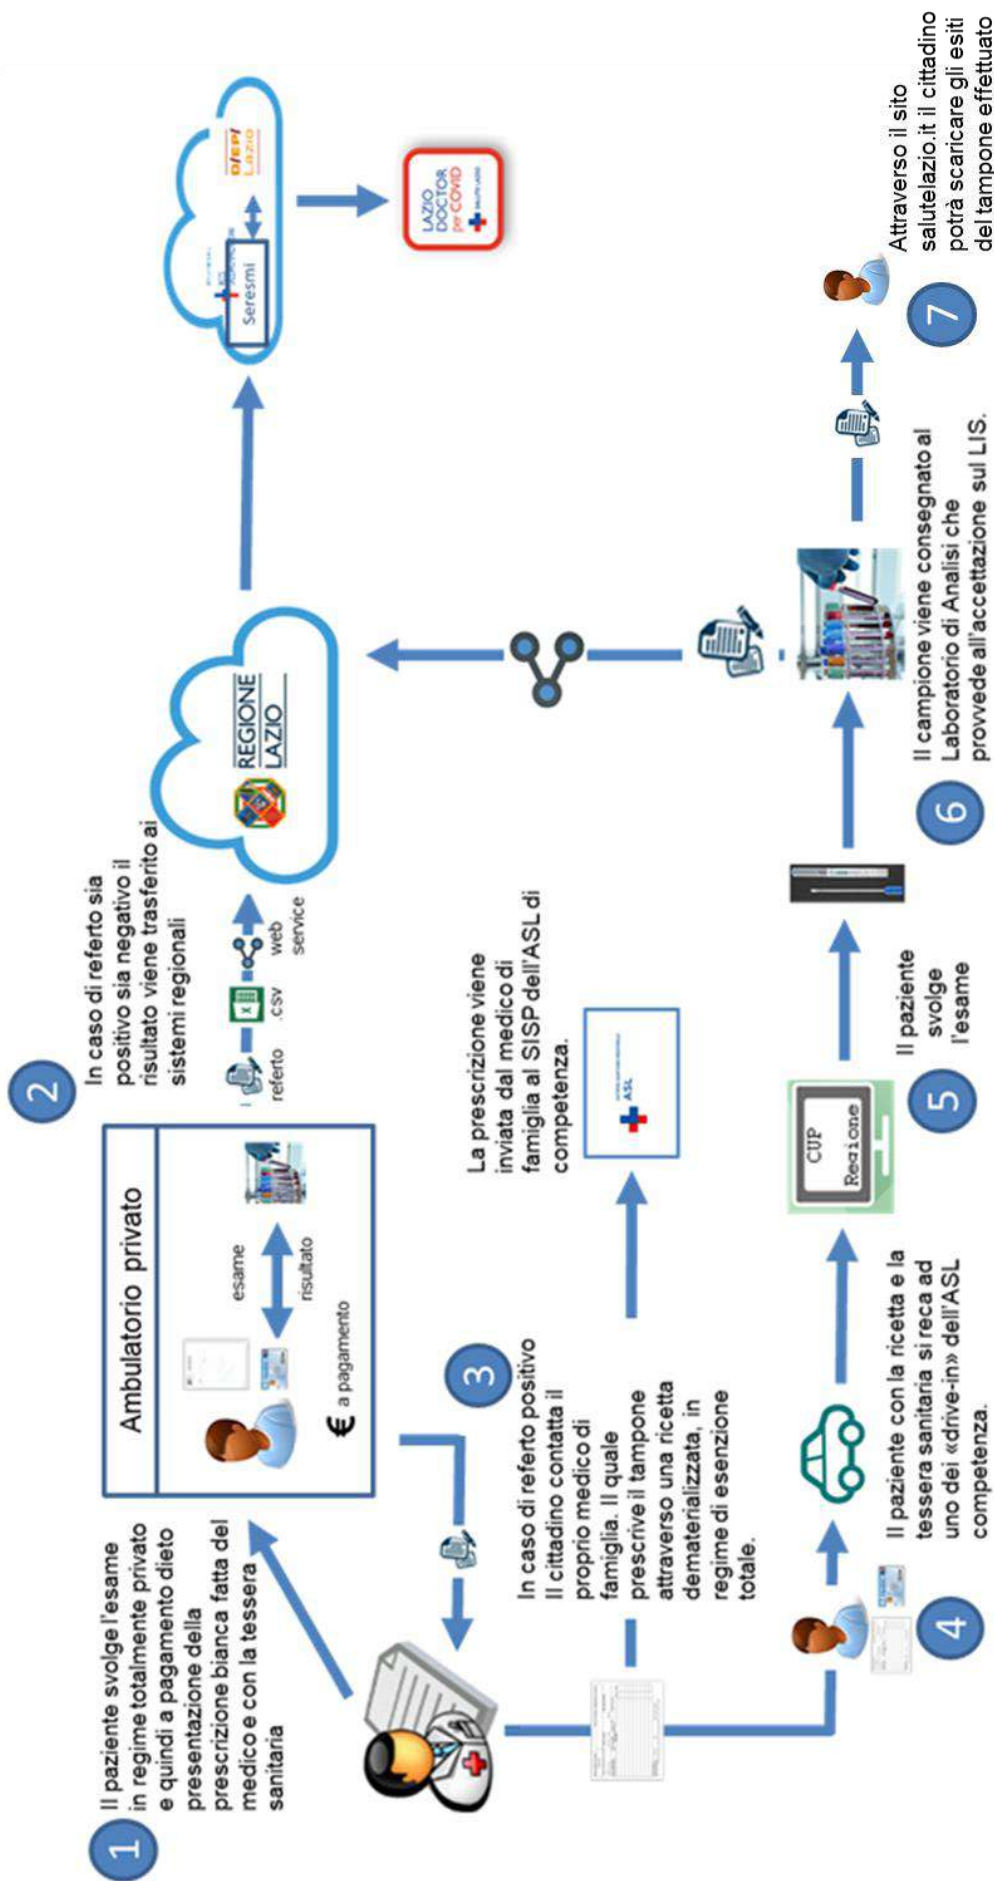 1
Il paziente svolge l'esame
in regime totalmente privato
e quindi a pagamento dieto
presentazione della
prescrizione bianca fatta del
medico e con la tessera
sanitaria
Ambulatorio privato
esame
risultato
€ a pagamento
2
In caso di referto sia
positivo sia negativo il
risultato viene trasferito ai
sistemi regionali
referto
.csv
web
service
REGIONE
LAZIO
Seresmi
D/EPI
Lazio
LAZIO
DOCTOR
per COVID
SALUTE LAZIO
3
In caso di referto positivo
Il cittadino contatta il
proprio medico di
famiglia. Il quale
prescrive il tampone
attraverso una ricetta
dematerializzata, in
regime di esenzione
totale.
La prescrizione viene
inviata dal medico di
famiglia al SISP dell'ASL di
competenza.
ASL
4
Il paziente con la ricetta e la
tessera sanitaria si reca ad
uno dei «drive-in» dell'ASL
competenza.
CUP
Regione
5
Il paziente
svolge
l'esame
6
Il campione viene consegnato al
Laboratorio di Analisi che
provvede all'accettazione sul LIS.
7
Attraverso il sito
salutelazio.it il cittadino
potrà scaricare gli esiti
del tampone effettuato